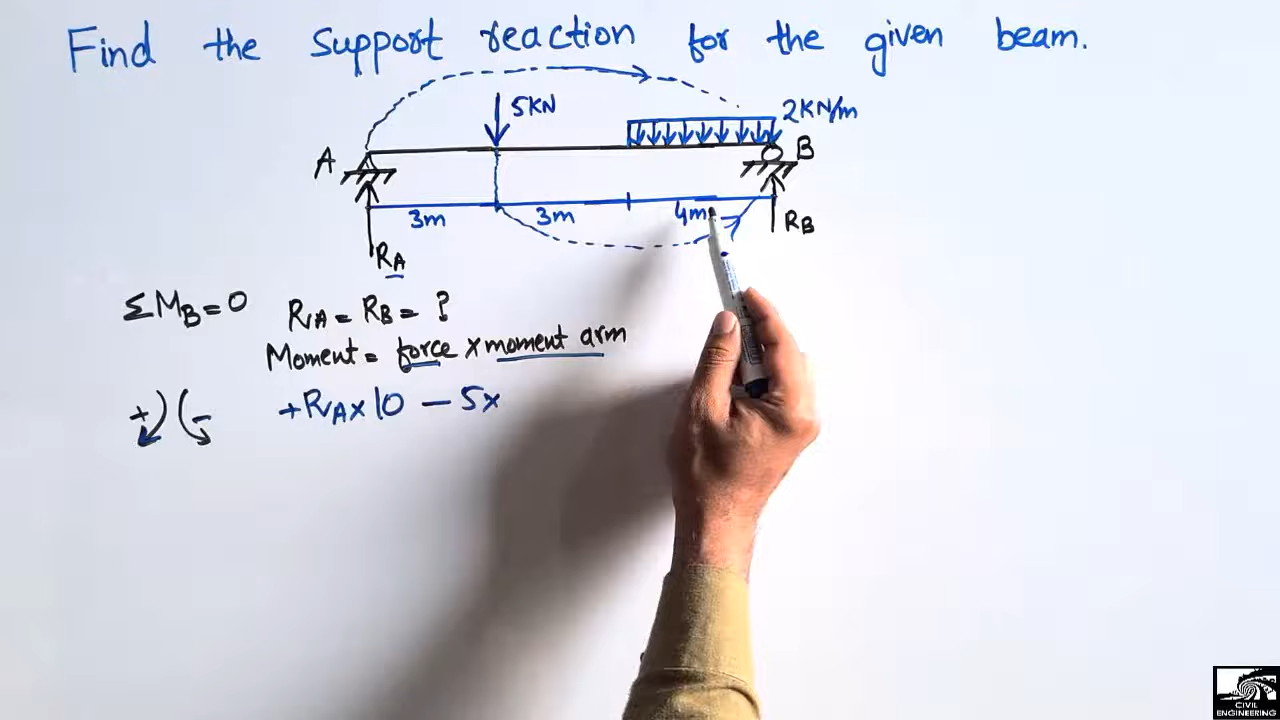 Find the support reaction for the given beam.
5KN
2KN/m
A
B
3m 3m 4m
RB
RA
ΣMB=0 RA = RB = ?
Moment = force × moment arm
+ - +RA×10 - 5×
CIVIL
ENGINEERING